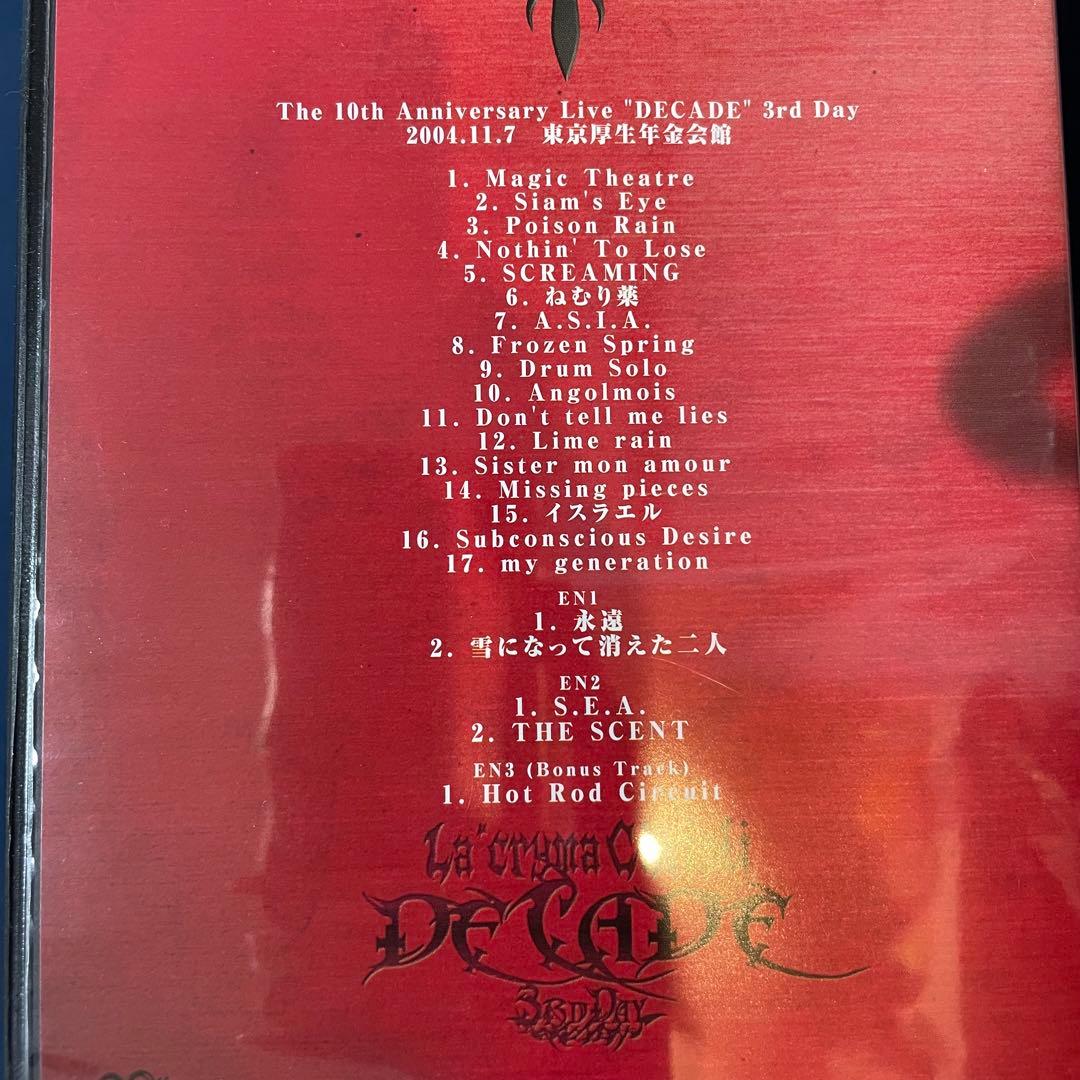 The 10th Anniversary Live "DECADE" 3rd Day
2004.11.7 東京厚生年金会館
1. Magic Theatre
2. Siam's Eye
3. Poison Rain
4. Nothin' To Lose
5. SCREAMING
6. ねむり薬
7. A.S.I.A.
8. Frozen Spring
9. Drum Solo
10. Angolmois
11. Don't tell me lies
12. Lime rain
13. Sister mon amour
14. Missing pieces
15. イスラエル
16. Subconscious Desire
17. my generation
EN1
1. 永遠
2. 雪になって消えた二人
EN2
1. S.E.A.
2. THE SCENT
EN3 (Bonus Track)
1. Hot Rod Circuit
La'cryma
DECADE
3RD DAY